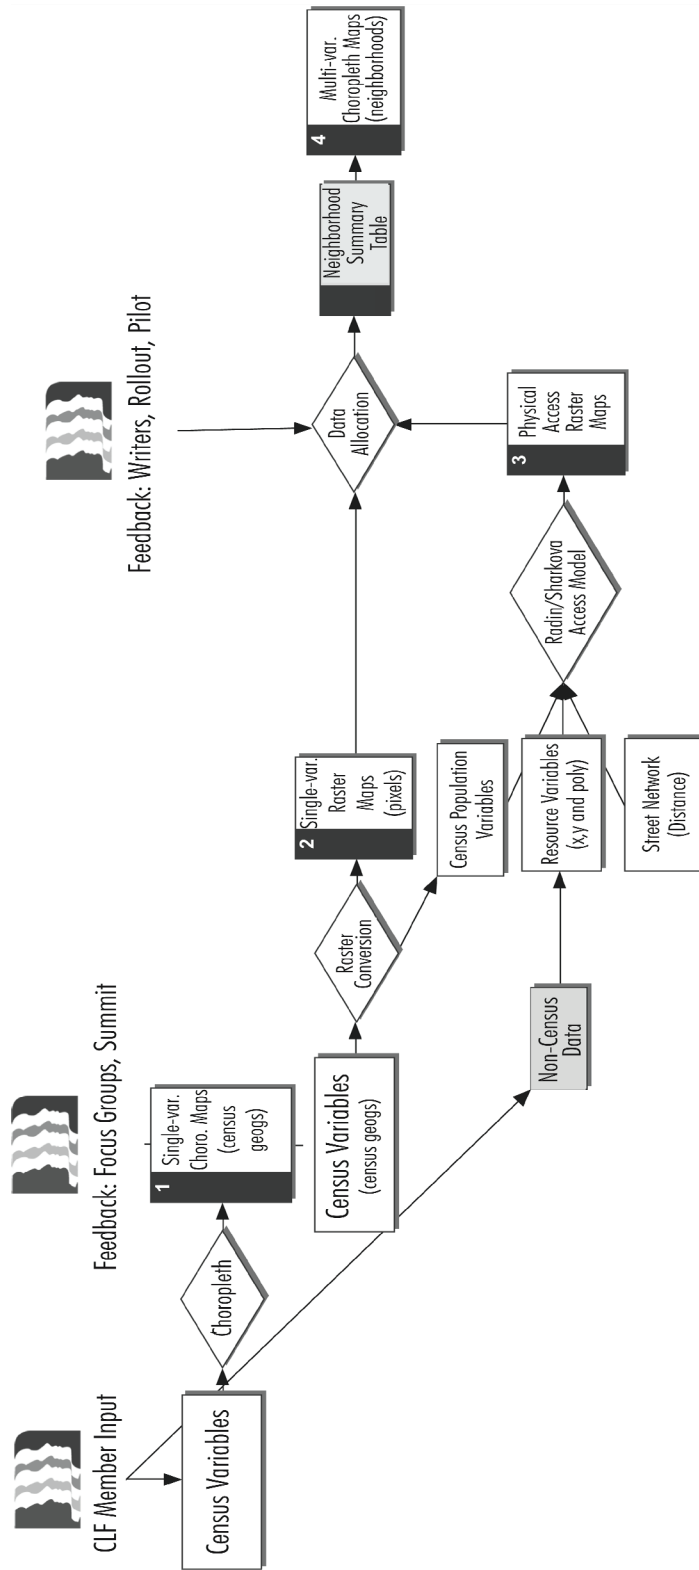 CLF Member Input
Feedback: Focus Groups, Summit
Feedback: Writers, Rollout, Pilot
Census Variables
Choropleth
1
Single-var.
Choro. Maps
(census
geogs)
Census Variables
(census geogs)
Raster
Conversion
2
Single-var.
Raster
Maps
(pixels)
Data
Allocation
Neighborhood
Summary
Table
4
Multi-var.
Choropleth Maps
(neighborhoods)
Non-Census
Data
Census Population
Variables
Resource Variables
(x,y and poly)
Street Network
(Distance)
Radin/Sharkova
Access Model
3
Physical
Access
Raster
Maps